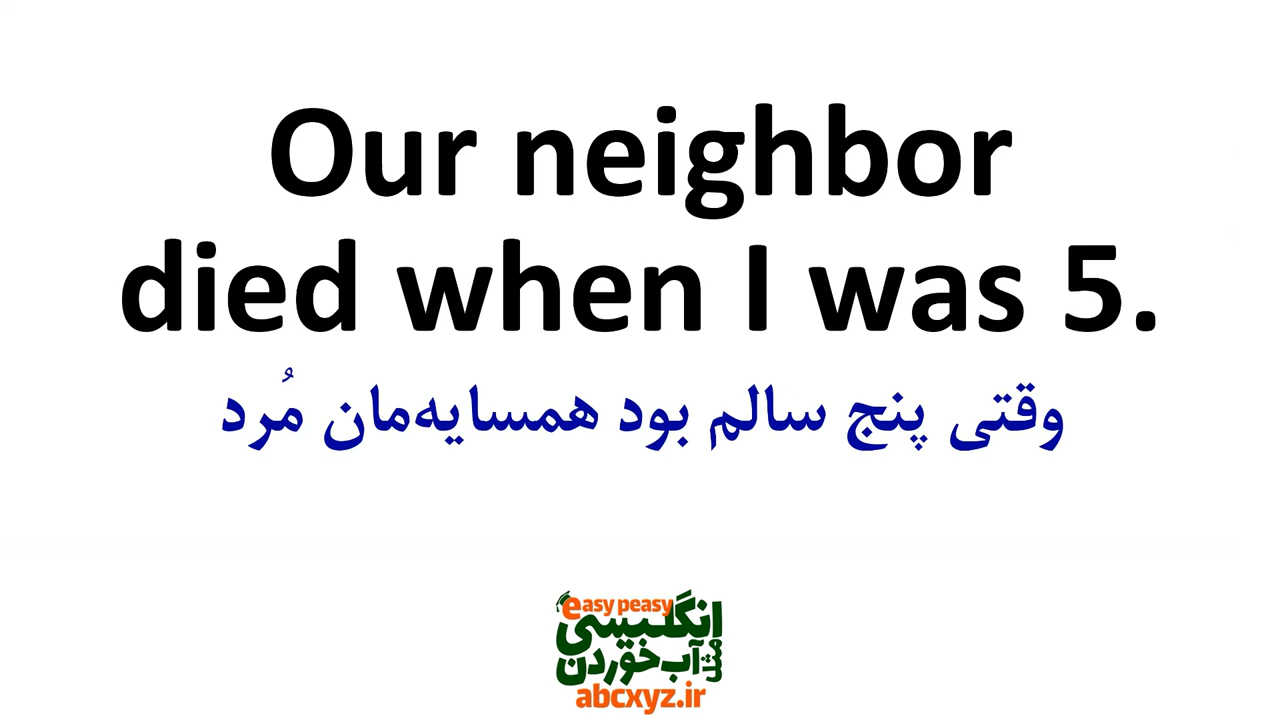 Our neighbor
died when I was 5.
وقتی پنج سالم بود همسایه‌مان مُرد
easy peasy
انگلیسی
مثل
آب خوردن
abcxyz.ir